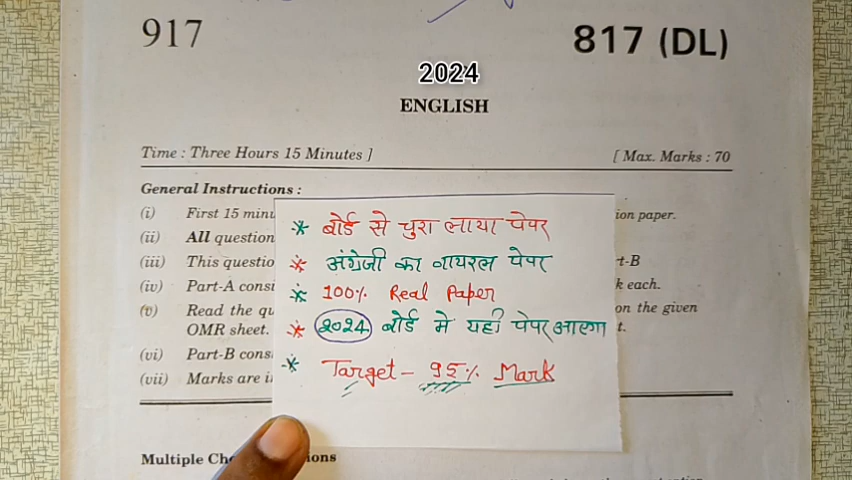 917
817 (DL)
2024
ENGLISH
Time : Three Hours 15 Minutes ]
[ Max. Marks : 70
General Instructions :
(i) First 15 minu ion paper.
(ii) All question
(iii) This questio t-B
(iv) Part-A consi k each.
(v) Read the qu on the given
OMR sheet. t.
(vi) Part-B cons
(vii) Marks are i
* बोर्ड से चुरा लाया पेपर
* अंग्रेजी का वायरल पेपर
* 100% Real Paper
* 2024 बोर्ड मे यही पेपर आएगा
* Target - 95% Mark
Multiple Ch ions